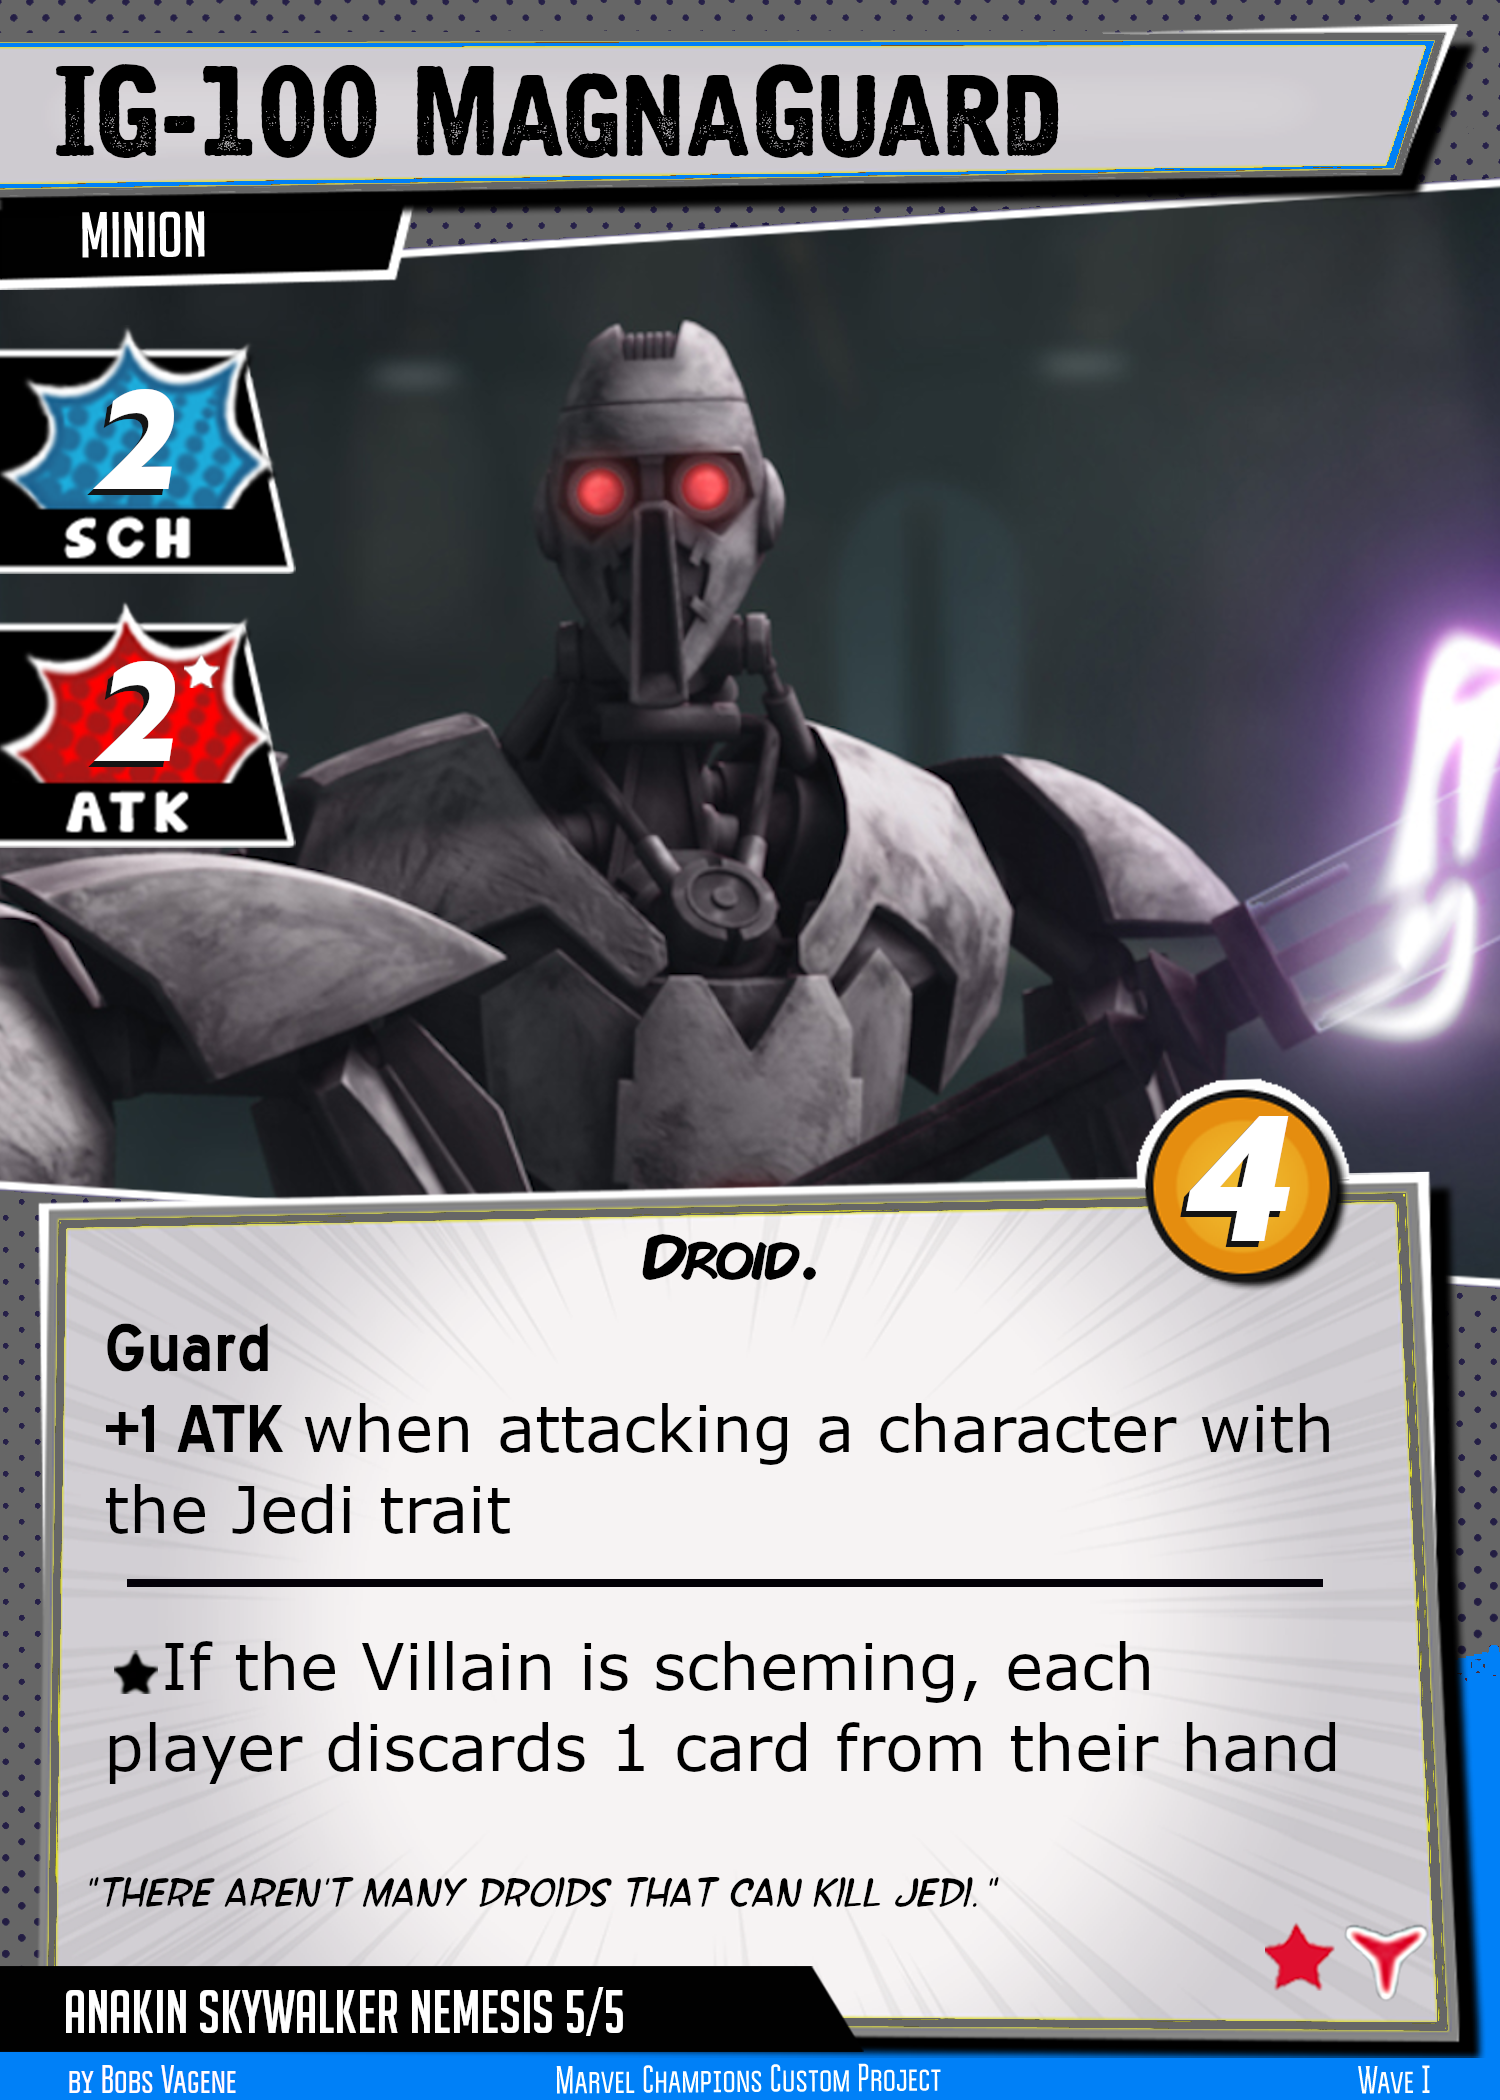 IG-100 MAGNAGUARD
MINION
2
SCH
2
ATK
4
DROID.
Guard
+1 ATK when attacking a character with
the Jedi trait
If the Villain is scheming, each
player discards 1 card from their hand
"THERE AREN'T MANY DROIDS THAT CAN KILL JEDI."
ANAKIN SKYWALKER NEMESIS 5/5
BY BOBS VAGENE
MARVEL CHAMPIONS CUSTOM PROJECT
WAVE I